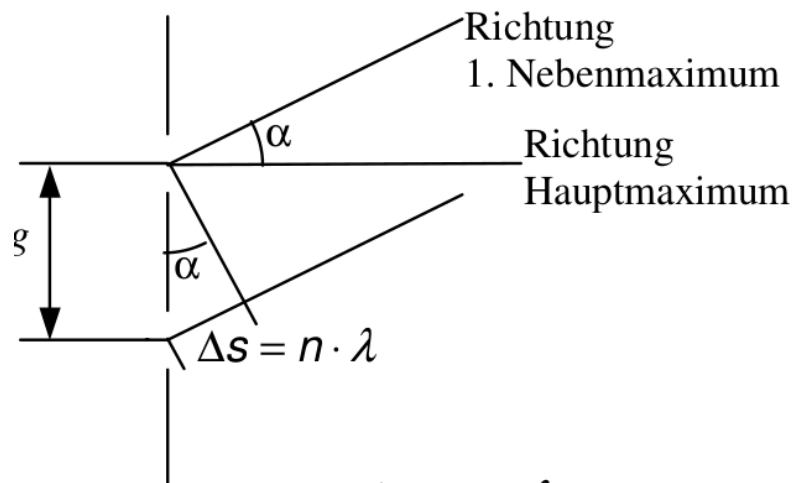 Richtung
1. Nebenmaximum
α
Richtung
Hauptmaximum
g
α
Δs = n · λ